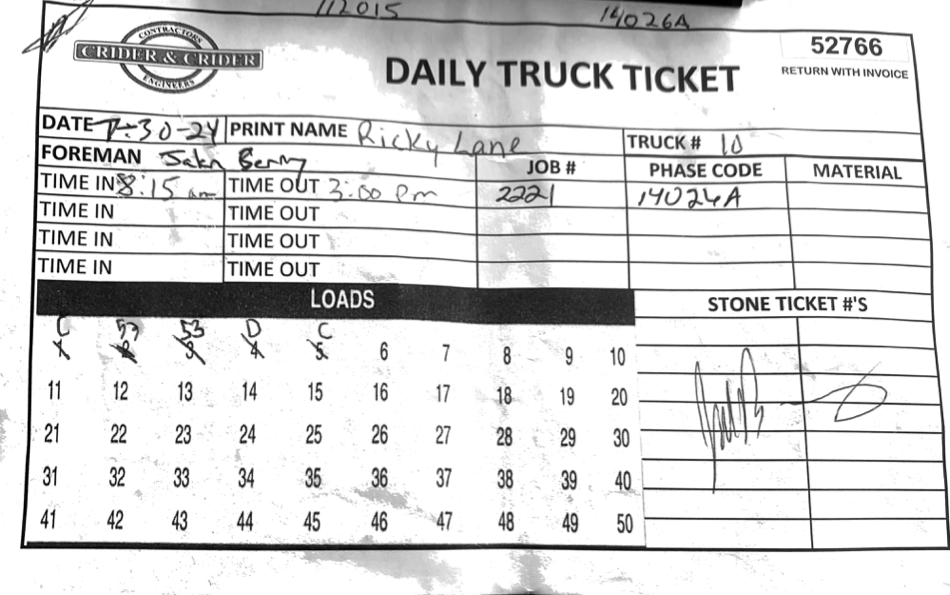 112015 14026A
CONTRACTORS
CRIDER & CRIDER
ENGINEERS
DAILY TRUCK TICKET
52766
RETURN WITH INVOICE
DATE 7-30-24 PRINT NAME Ricky Lane TRUCK # 10
FOREMAN Jakn Berry JOB # PHASE CODE MATERIAL
TIME IN 8:15 am TIME OUT 3:00 Pm 2221 14026A
TIME IN TIME OUT
TIME IN TIME OUT
TIME IN TIME OUT
LOADS STONE TICKET #'S
C 53 53 D C
1 2 3 4 5 6 7 8 9 10
11 12 13 14 15 16 17 18 19 20
21 22 23 24 25 26 27 28 29 30
31 32 33 34 35 36 37 38 39 40
41 42 43 44 45 46 47 48 49 50